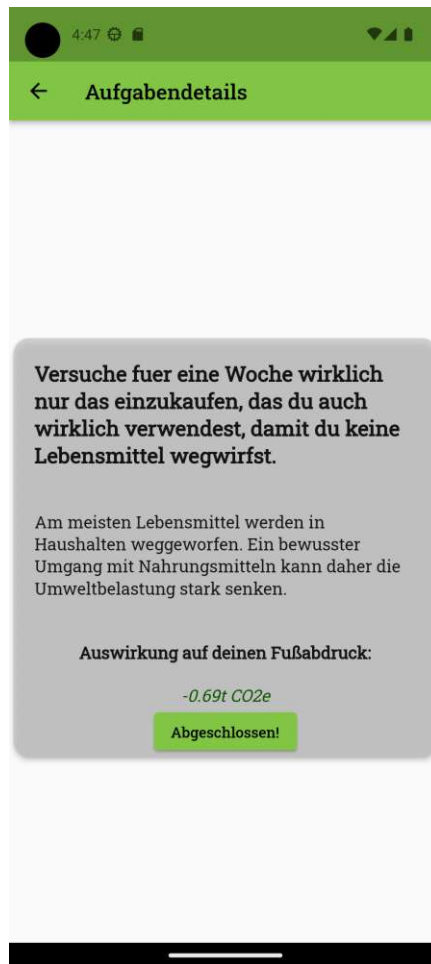 4:47
Aufgabendetails
Versuche fuer eine Woche wirklich
nur das einzukaufen, das du auch
wirklich verwendest, damit du keine
Lebensmittel wegwirfst.
Am meisten Lebensmittel werden in
Haushalten weggeworfen. Ein bewusster
Umgang mit Nahrungsmitteln kann daher die
Umweltbelastung stark senken.
Auswirkung auf deinen Fußabdruck:
-0.69t CO2e
Abgeschlossen!